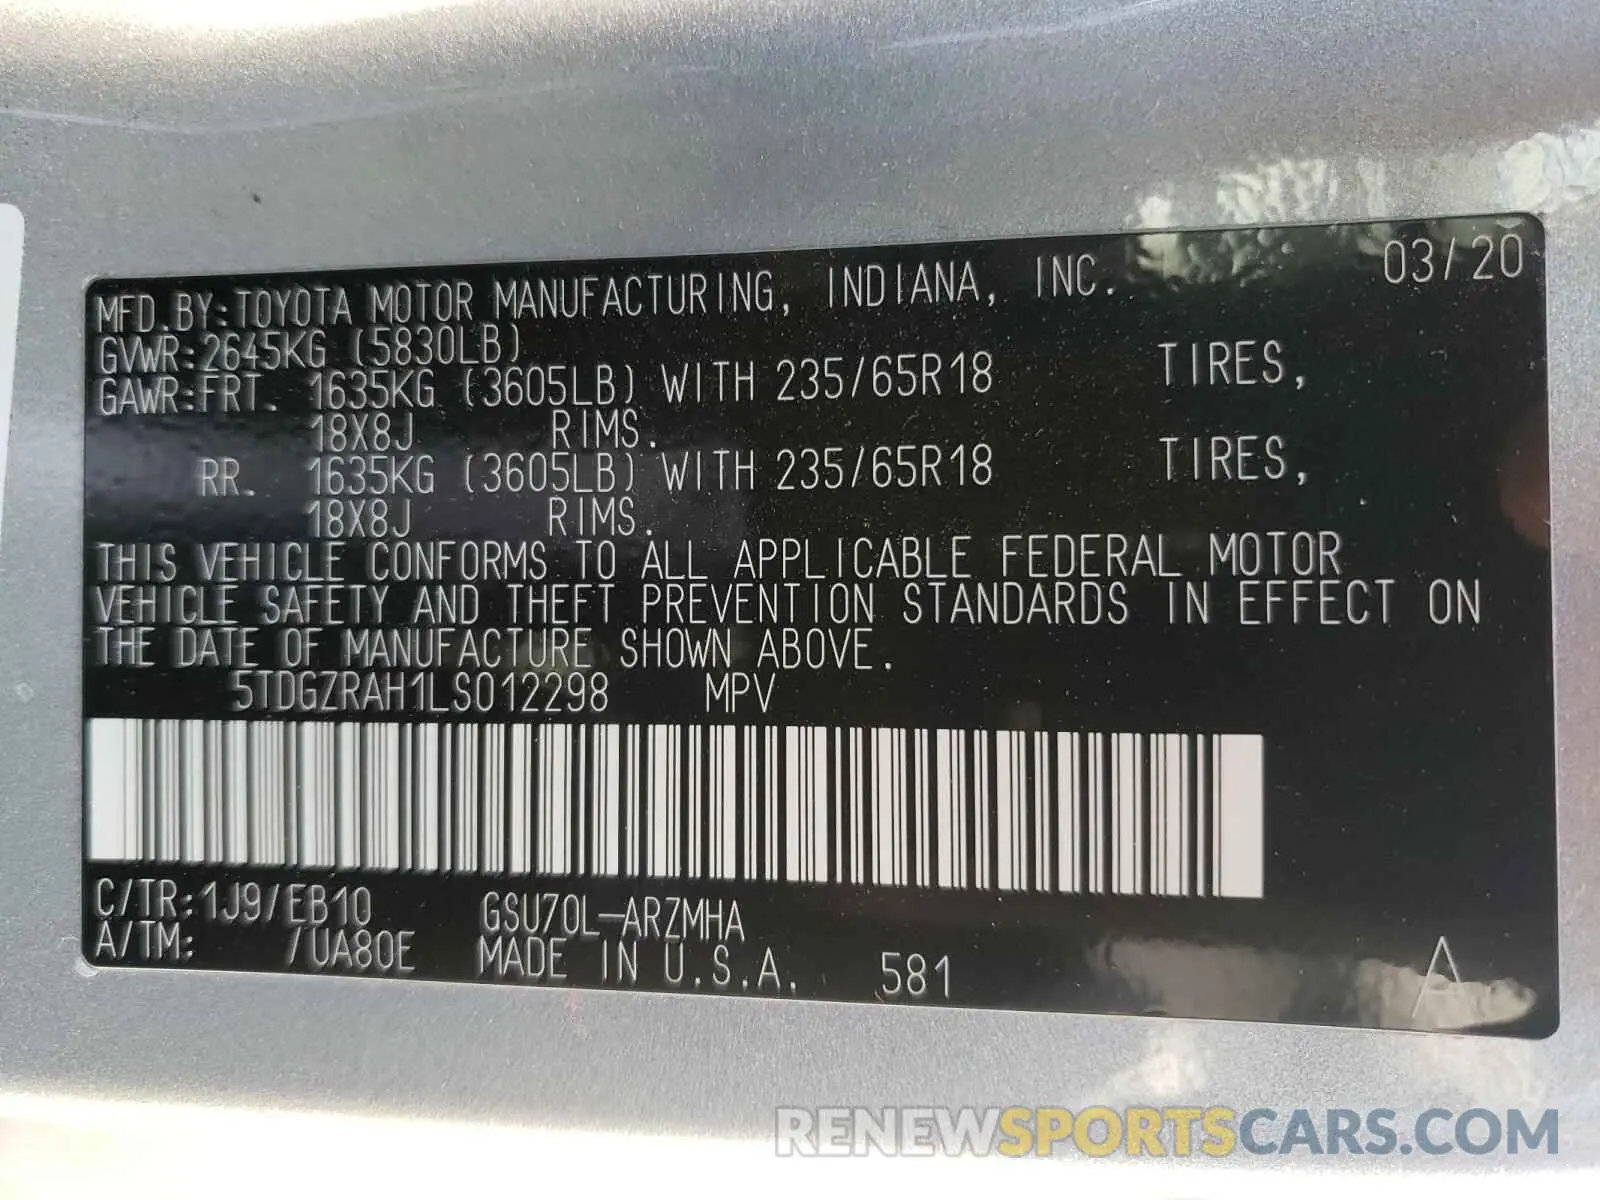 MFD.BY:TOYOTA MOTOR MANUFACTURING, INDIANA, INC. 03/20
GVWR:2645KG (5830LB)
GAWR:FRT. 1635KG (3605LB) WITH 235/65R18 TIRES,
18X8J RIMS.
RR. 1635KG (3605LB) WITH 235/65R18 TIRES,
18X8J RIMS.
THIS VEHICLE CONFORMS TO ALL APPLICABLE FEDERAL MOTOR
VEHICLE SAFETY AND THEFT PREVENTION STANDARDS IN EFFECT ON
THE DATE OF MANUFACTURE SHOWN ABOVE.
5TDGZRAH1LS012298 MPV
C/TR:1J9/EB10 GSU70L-ARZMHA
A/TM: /UA80E MADE IN U.S.A. 581 A
RENEWSPORTSCARS.COM